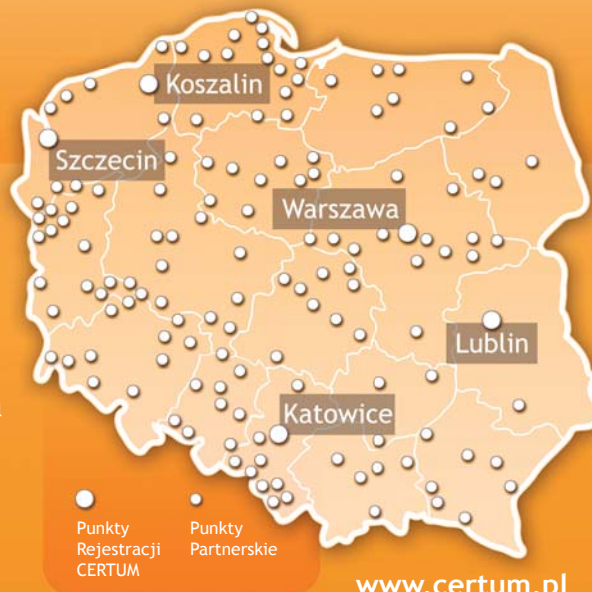 Koszalin
Szczecin
Warszawa
Lublin
Katowice
Punkty
Rejestracji
CERTUM
Punkty
Partnerskie
www.certum.pl